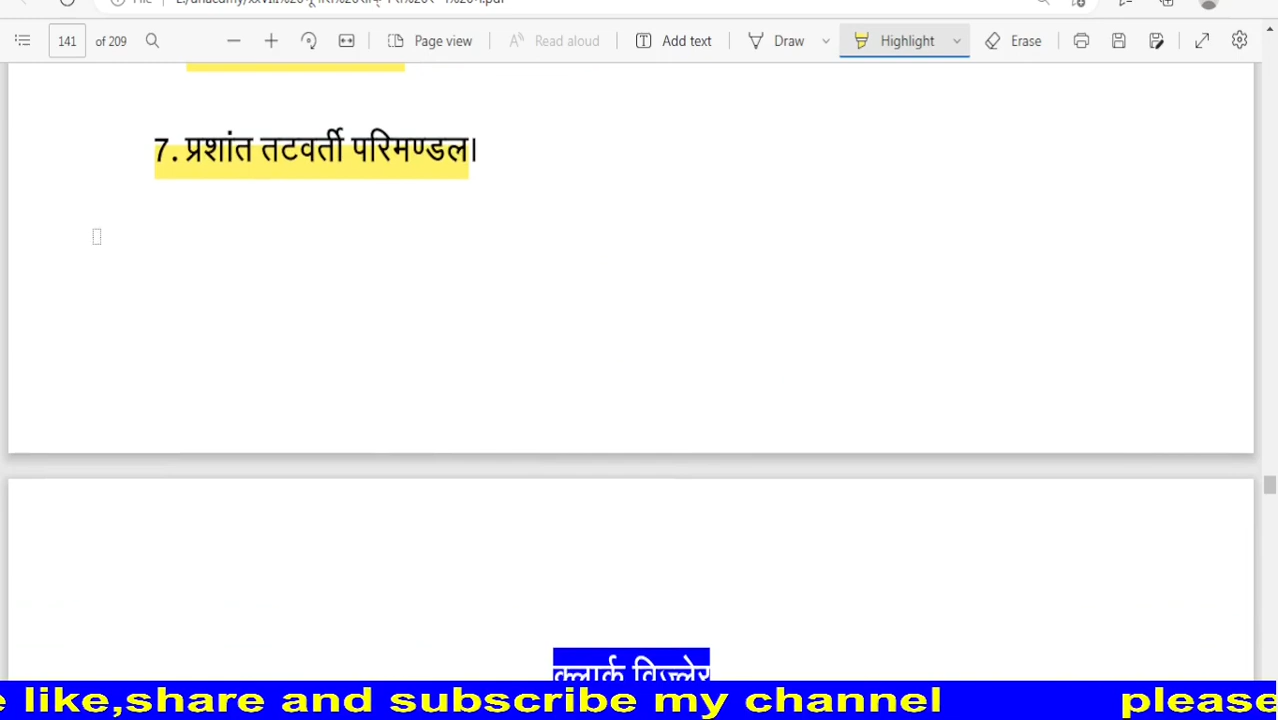 141 of 209
Page view
Read aloud
Add text
Draw
Highlight
Erase
7. प्रशांत तटवर्ती परिमण्डल।
क्लार्क विज्लेर
like,share and subscribe my channel
please